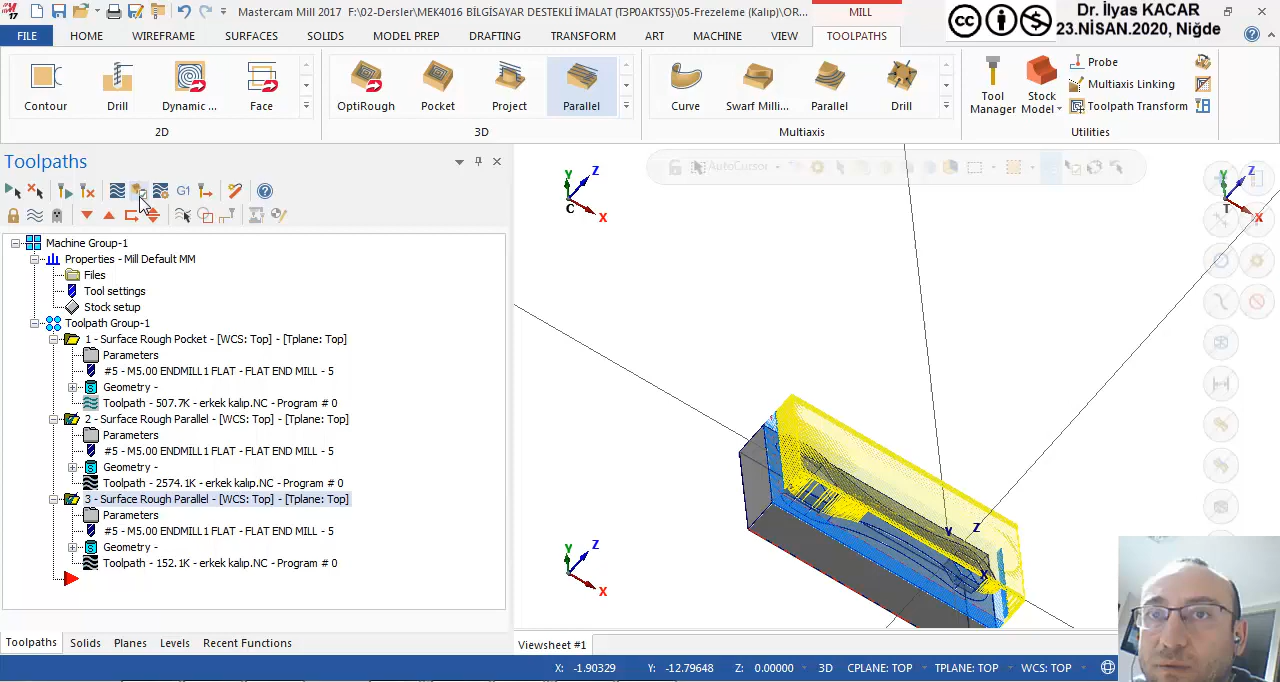 Mastercam Mill 2017 F:\02-Dersler\MEK4016 BİLGİSAYAR DESTEKLİ İMALAT (T3P0AKTS5)\05-Frezeleme (Kalıp)\OR...
MILL
Dr. İlyas KACAR
23.NİSAN.2020, Niğde
FILE
HOME
WIREFRAME
SURFACES
SOLIDS
MODEL PREP
DRAFTING
TRANSFORM
ART
MACHINE
VIEW
TOOLPATHS
Contour
Drill
Dynamic ...
Face
2D
OptiRough
Pocket
Project
Parallel
3D
Curve
Swarf Milli...
Parallel
Drill
Multiaxis
Tool Manager
Stock Model
Probe
Multiaxis Linking
Toolpath Transform
Utilities
Toolpaths
G1
AutoCursor
Machine Group-1
Properties - Mill Default MM
Files
Tool settings
Stock setup
Toolpath Group-1
1 - Surface Rough Pocket - [WCS: Top] - [Tplane: Top]
Parameters
#5 - M5.00 ENDMILL1 FLAT - FLAT END MILL - 5
Geometry -
Toolpath - 507.7K - erkek kalıp.NC - Program # 0
2 - Surface Rough Parallel - [WCS: Top] - [Tplane: Top]
Parameters
#5 - M5.00 ENDMILL1 FLAT - FLAT END MILL - 5
Geometry -
Toolpath - 2574.1K - erkek kalıp.NC - Program # 0
3 - Surface Rough Parallel - [WCS: Top] - [Tplane: Top]
Parameters
#5 - M5.00 ENDMILL1 FLAT - FLAT END MILL - 5
Geometry -
Toolpath - 152.1K - erkek kalıp.NC - Program # 0
Y Z X C
Y Z X T
Y Z X
Y Z X
Toolpaths
Solids
Planes
Levels
Recent Functions
Viewsheet #1
X: -1.90329
Y: -12.79648
Z: 0.00000
3D
CPLANE: TOP
TPLANE: TOP
WCS: TOP